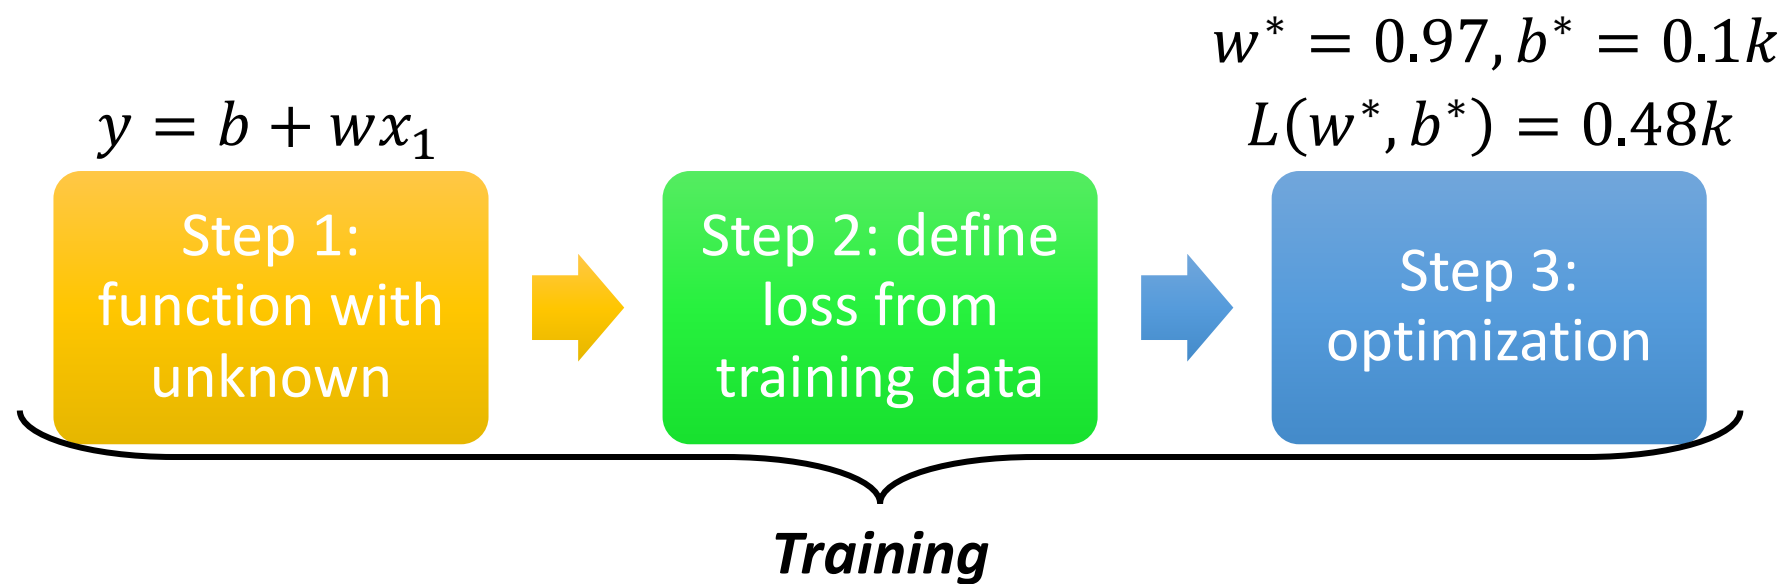 w* = 0.97, b* = 0.1k
y = b + wx₁
L(w*, b*) = 0.48k
Step 1:
function with
unknown
Step 2: define
loss from
training data
Step 3:
optimization
Training